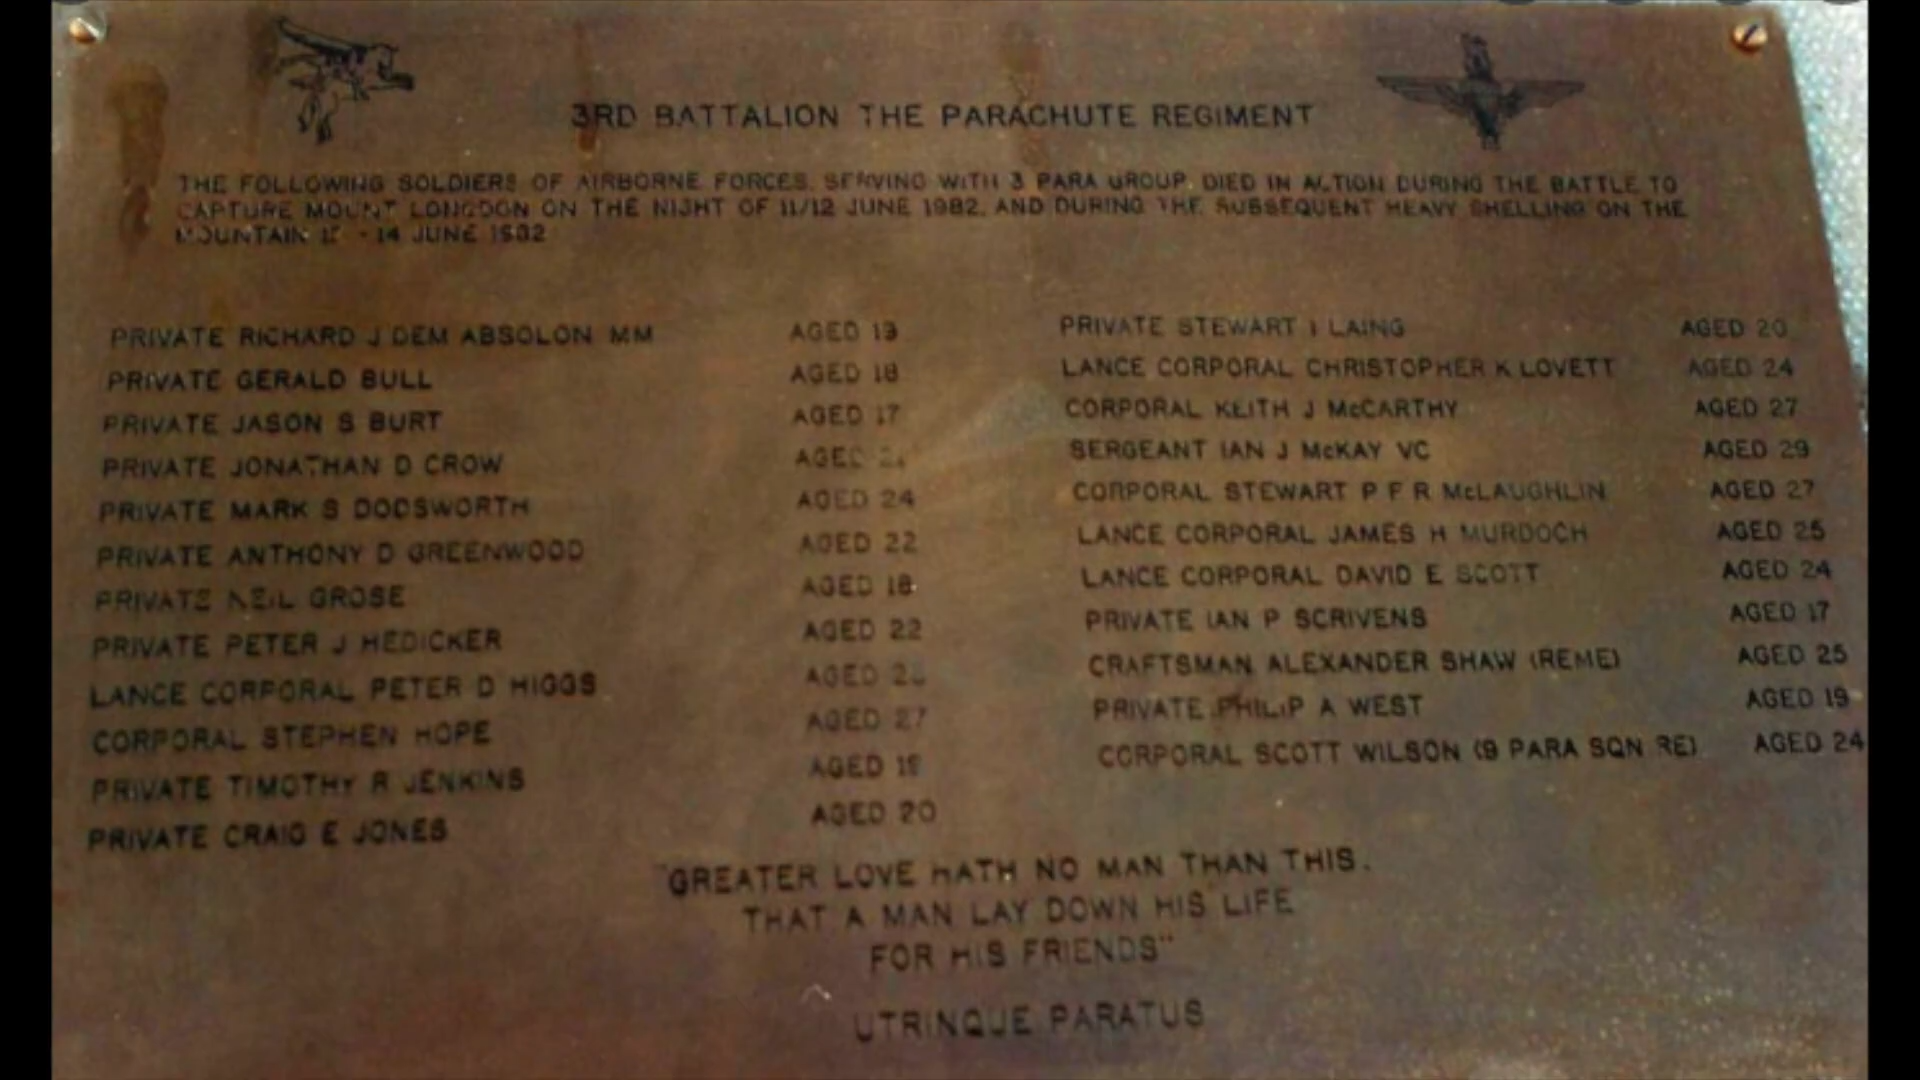 3RD BATTALION THE PARACHUTE REGIMENT
THE FOLLOWING SOLDIERS OF AIRBORNE FORCES, SERVING WITH 3 PARA GROUP, DIED IN ACTION DURING THE BATTLE TO
CAPTURE MOUNT LONGDON ON THE NIGHT OF 11/12 JUNE 1982, AND DURING THE SUBSEQUENT HEAVY SHELLING ON THE
MOUNTAIN - 14 JUNE 1982
PRIVATE RICHARD J DEM ABSOLON MM AGED 19
PRIVATE GERALD BULL AGED 18
PRIVATE JASON S BURT AGED 17
PRIVATE JONATHAN D CROW AGED
PRIVATE MARK S DODSWORTH AGED 24
PRIVATE ANTHONY D GREENWOOD AGED 22
PRIVATE NEIL GROSE AGED 18
PRIVATE PETER J HEDICKER AGED 22
LANCE CORPORAL PETER D HIGGS AGED
CORPORAL STEPHEN HOPE AGED 27
PRIVATE TIMOTHY R JENKINS AGED 19
PRIVATE CRAIG E JONES AGED 20
PRIVATE STEWART I LAING AGED 20
LANCE CORPORAL CHRISTOPHER K LOVETT AGED 24
CORPORAL KEITH J McCARTHY AGED 27
SERGEANT IAN J McKAY VC AGED 29
CORPORAL STEWART P F R McLAUGHLIN AGED 27
LANCE CORPORAL JAMES H MURDOCH AGED 25
LANCE CORPORAL DAVID E SCOTT AGED 24
PRIVATE IAN P SCRIVENS AGED 17
CRAFTSMAN ALEXANDER SHAW (REME) AGED 25
PRIVATE PHILIP A WEST AGED 19
CORPORAL SCOTT WILSON (9 PARA SQN RE) AGED 24
"GREATER LOVE HATH NO MAN THAN THIS,
THAT A MAN LAY DOWN HIS LIFE
FOR HIS FRIENDS"
UTRINQUE PARATUS